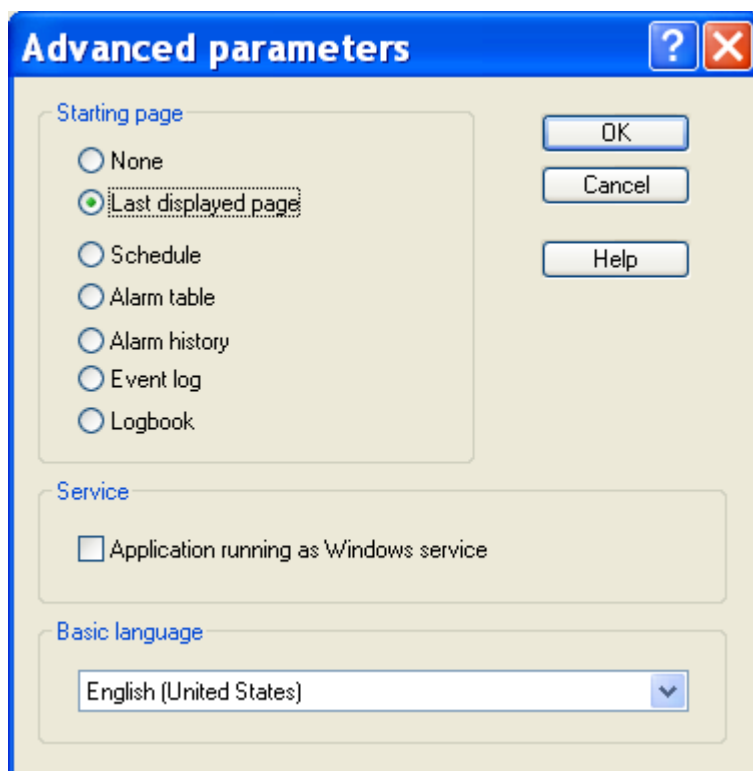 Advanced parameters
Starting page
None
Last displayed page
Schedule
Alarm table
Alarm history
Event log
Logbook
OK
Cancel
Help
Service
Application running as Windows service
Basic language
English (United States)